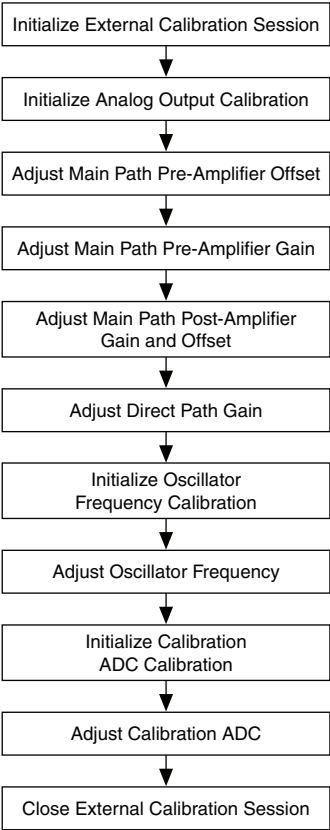 Initialize External Calibration Session
Initialize Analog Output Calibration
Adjust Main Path Pre-Amplifier Offset
Adjust Main Path Pre-Amplifier Gain
Adjust Main Path Post-Amplifier
Gain and Offset
Adjust Direct Path Gain
Initialize Oscillator
Frequency Calibration
Adjust Oscillator Frequency
Initialize Calibration
ADC Calibration
Adjust Calibration ADC
Close External Calibration Session